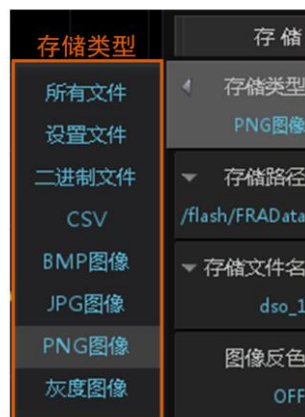 存储类型
所有文件
设置文件
二进制文件
CSV
BMP图像
JPG图像
PNG图像
灰度图像
存储
存储类型
PNG图像
存储路径
/flash/FRAData
存储文件名
dso_1
图像反色
OFF